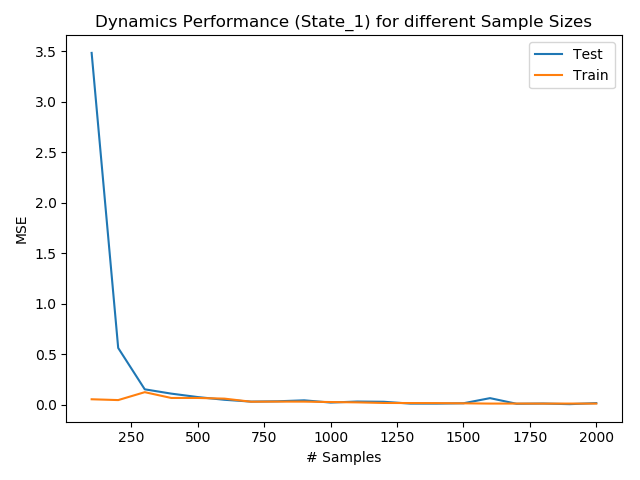 Dynamics Performance (State_1) for different Sample Sizes
Test
Train
MSE
3.5
3.0
2.5
2.0
1.5
1.0
0.5
0.0
250 500 750 1000 1250 1500 1750 2000
# Samples